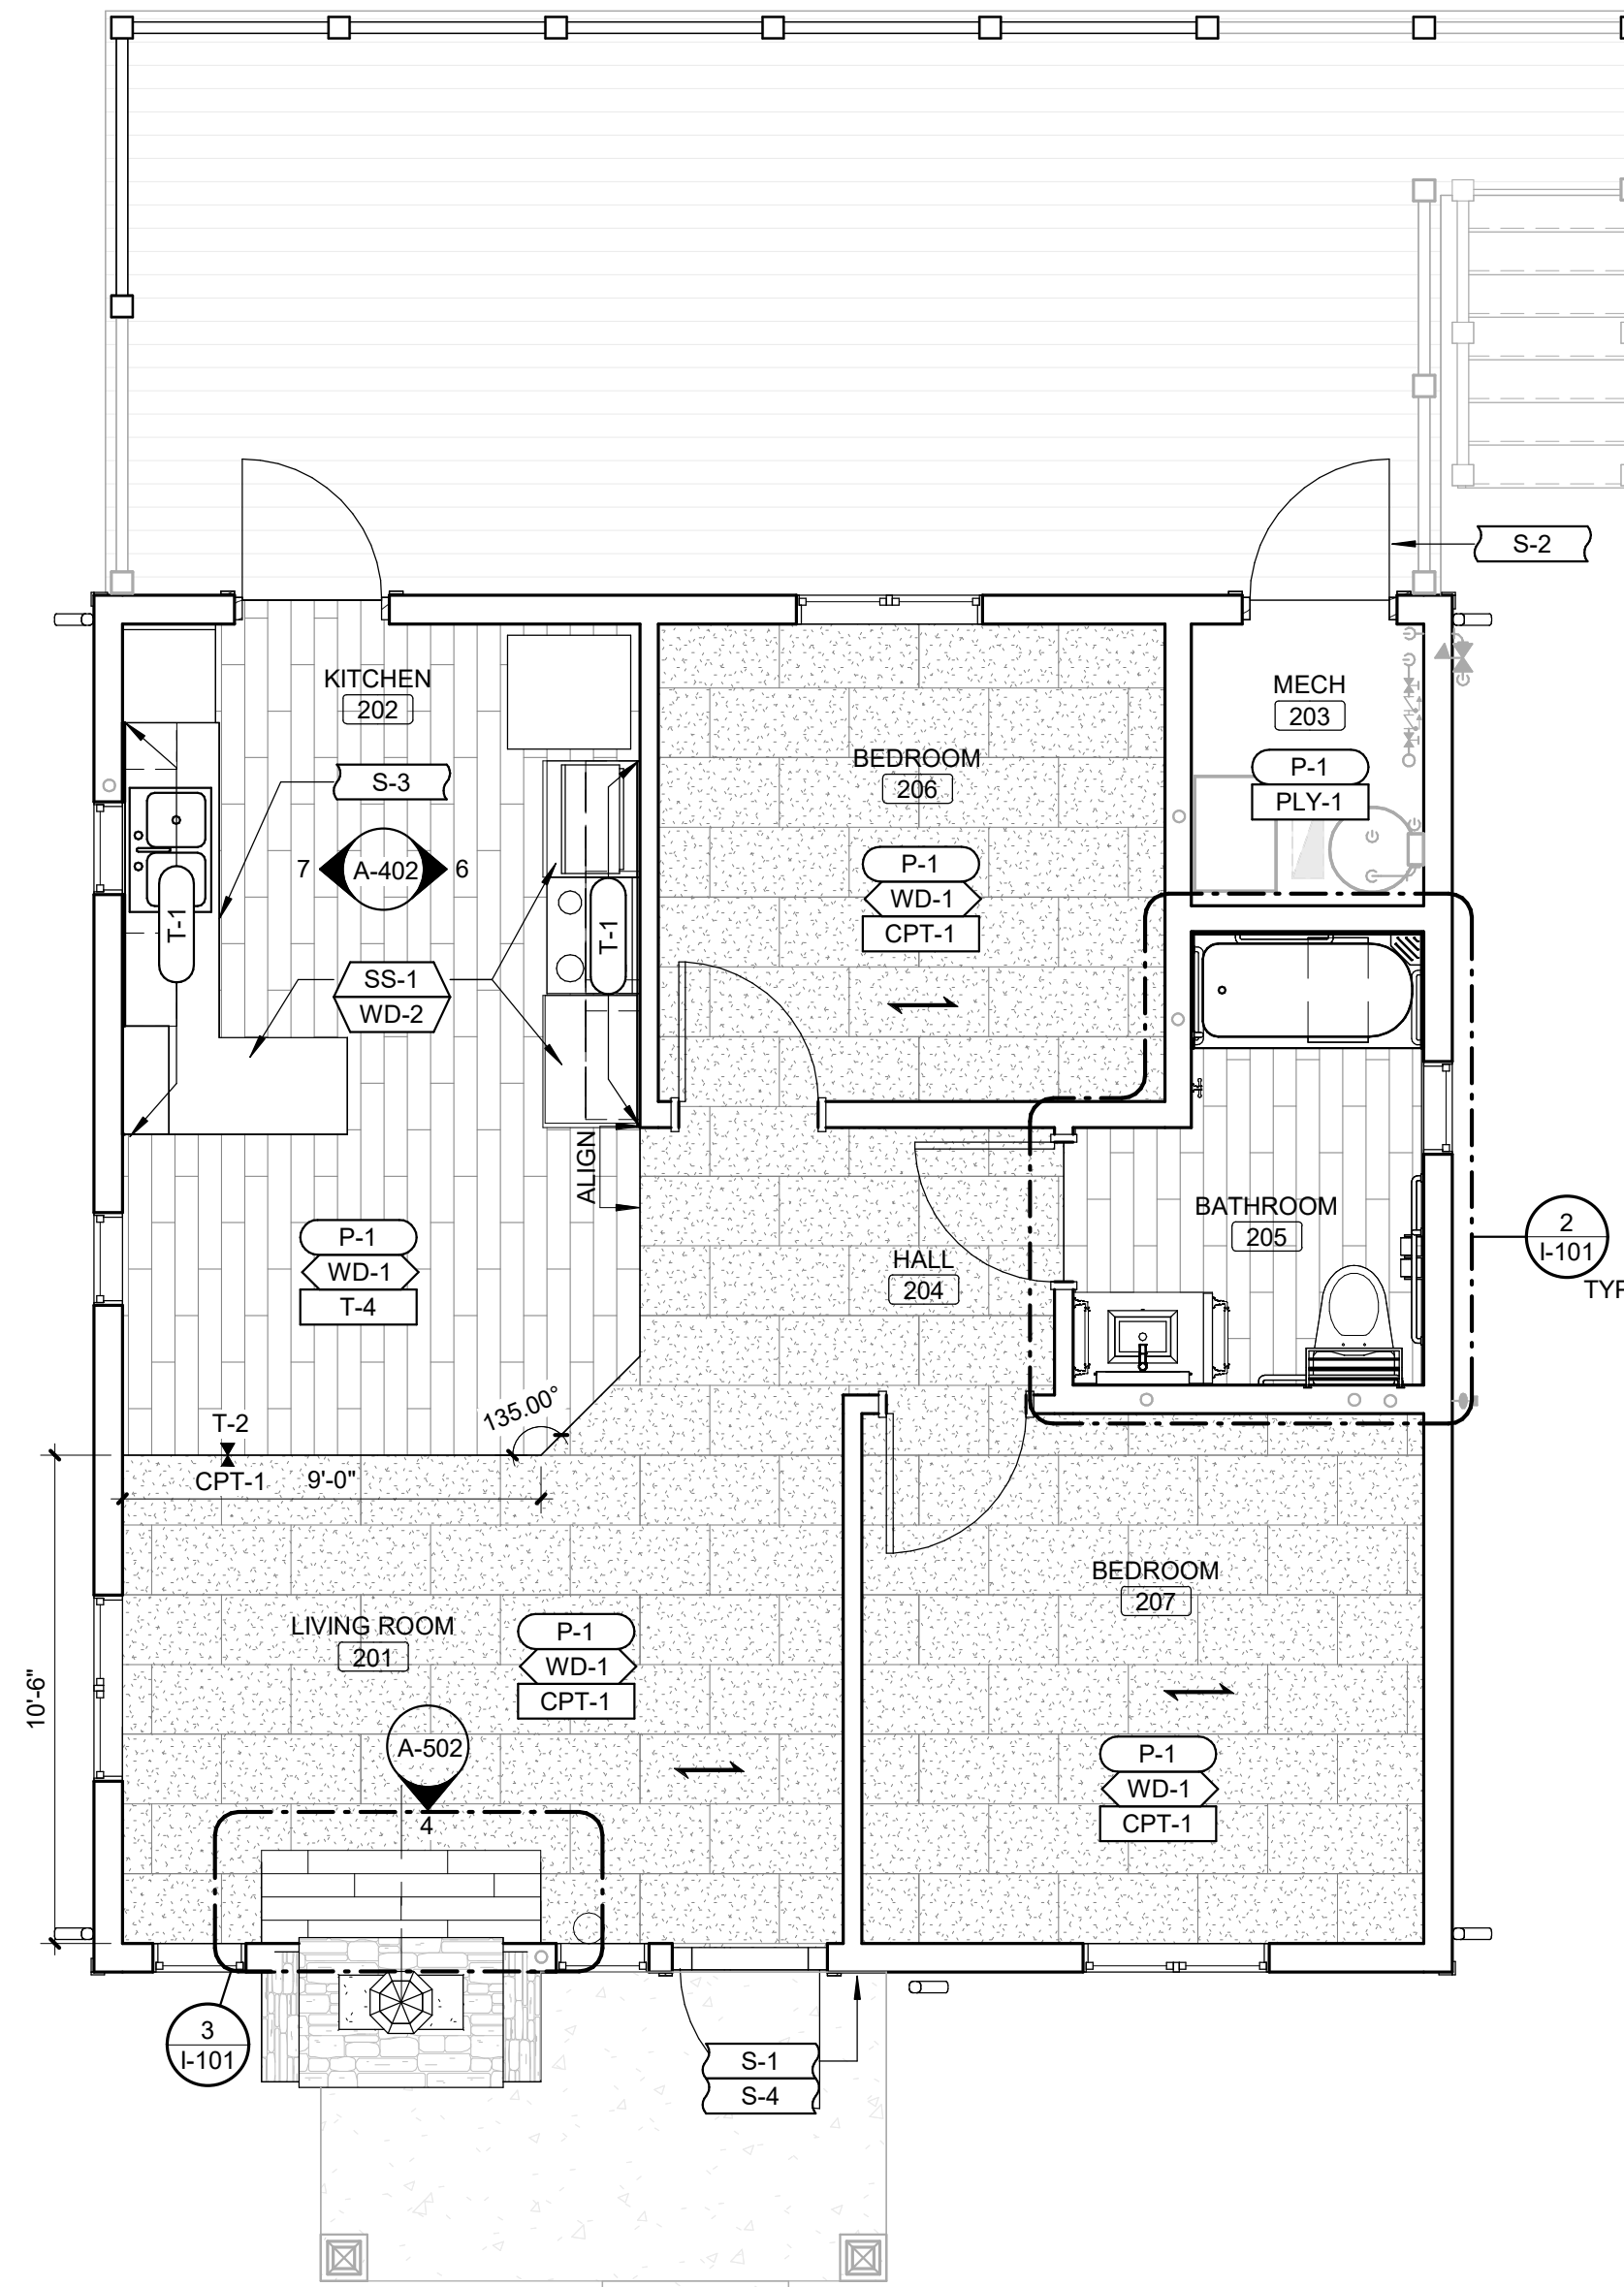 S-2
KITCHEN
202
MECH
203
P-1
PLY-1
BEDROOM
206
S-3
7
A-402
6
P-1
WD-1
CPT-1
T-1
T-1
SS-1
WD-2
ALIGN
BATHROOM
205
2
I-101
TYP
P-1
WD-1
T-4
HALL
204
135.00°
T-2
CPT-1
9'-0"
BEDROOM
207
LIVING ROOM
201
P-1
WD-1
CPT-1
10'-6"
A-502
4
P-1
WD-1
CPT-1
3
I-101
S-1
S-4